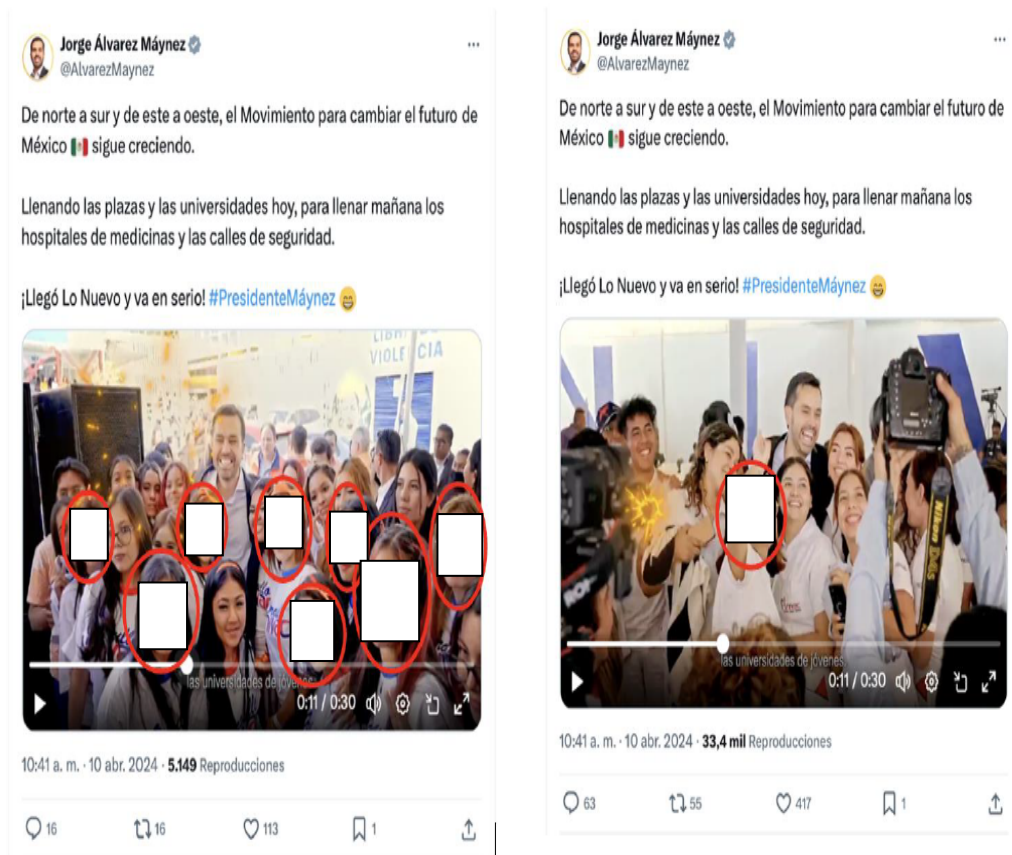 Jorge Álvarez Máynez
@AlvarezMaynez
De norte a sur y de este a oeste, el Movimiento para cambiar el futuro de
México 🇲🇽 sigue creciendo.
Llenando las plazas y las universidades hoy, para llenar mañana los
hospitales de medicinas y las calles de seguridad.
¡Llegó Lo Nuevo y va en serio! #PresidenteMáynez 😄
VIOLENCIA
las universidades de jóvenes.
0:11 / 0:30
10:41 a. m. · 10 abr. 2024 · 5.149 Reproducciones
16 16 113 1
Jorge Álvarez Máynez
@AlvarezMaynez
De norte a sur y de este a oeste, el Movimiento para cambiar el futuro de
México 🇲🇽 sigue creciendo.
Llenando las plazas y las universidades hoy, para llenar mañana los
hospitales de medicinas y las calles de seguridad.
¡Llegó Lo Nuevo y va en serio! #PresidenteMáynez 😄
Nikon
las universidades de jóvenes.
0:11 / 0:30
10:41 a. m. · 10 abr. 2024 · 33,4 mil Reproducciones
63 55 417 1